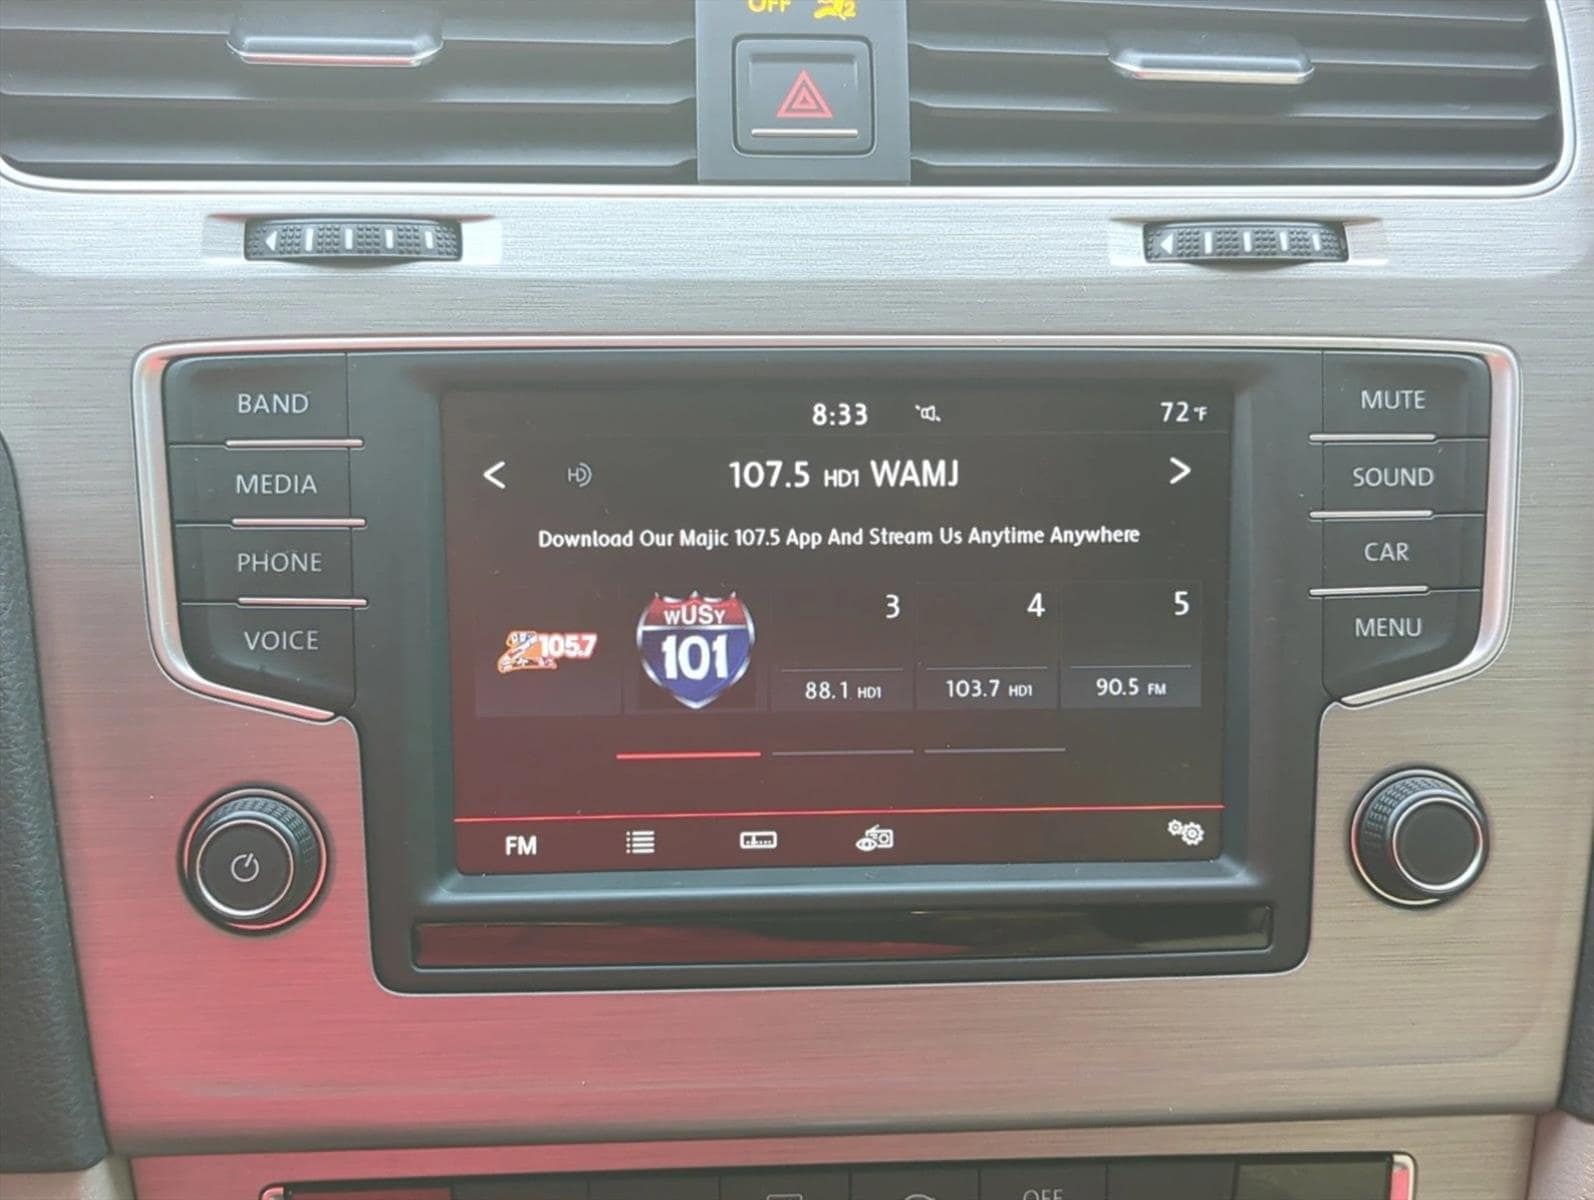 OFF
2
BAND
MEDIA
PHONE
VOICE
MUTE
SOUND
CAR
MENU
8:33
72°F
HD
< 107.5 HD1 WAMJ >
Download Our Majic 107.5 App And Stream Us Anytime Anywhere
105.7
WUSY
101
3
88.1 HD1
4
103.7 HD1
5
90.5 FM
FM
OFF